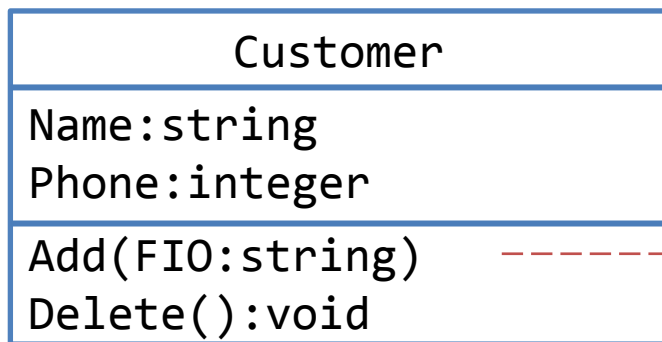 Customer
Name:string
Phone:integer
Add(FIO:string)
Delete():void